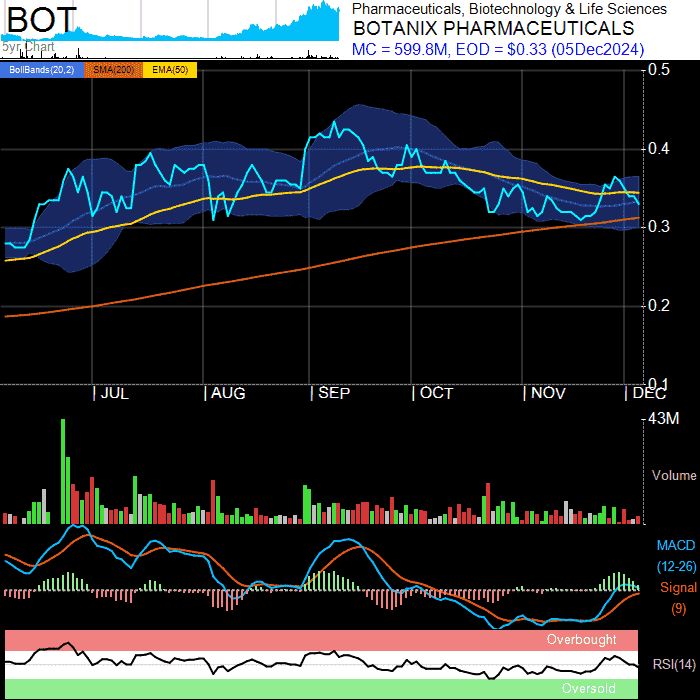 BOT
5yr Chart
Pharmaceuticals, Biotechnology & Life Sciences
BOTANIX PHARMACEUTICALS
MC = 599.8M, EOD = $0.33 (05Dec2024)
BollBands(20,2) SMA(200) EMA(50)
0.5
0.4
0.3
0.2
0.1
| JUL | AUG | SEP | OCT | NOV | DEC
43M
Volume
MACD
(12-26)
Signal
(9)
Overbought
RSI(14)
Oversold